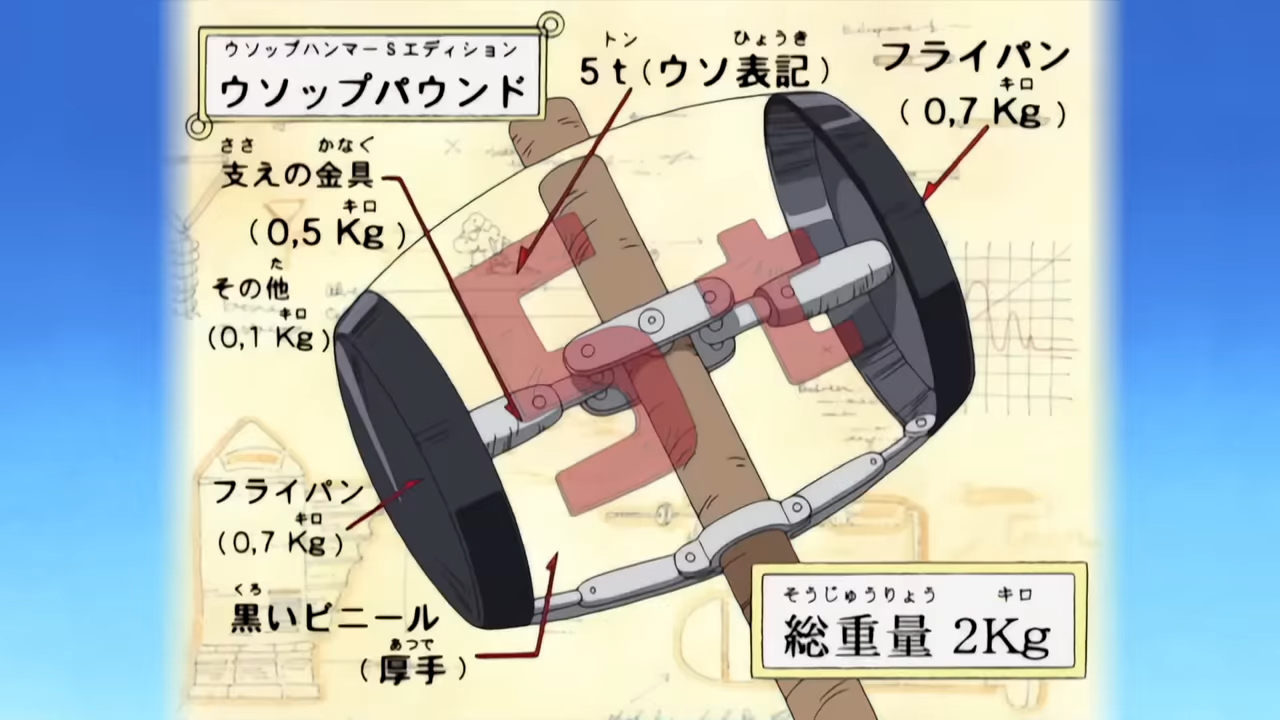 ウソップハンマーSエディション
ウソップパウンド
トン
5t(ウソ表記)
ひょうき
フライパン
キロ
(0,7 Kg)
ささ かなぐ
支えの金具
キロ
(0,5 Kg)
た
その他
キロ
(0,1 Kg)
5t
フライパン
キロ
(0,7 Kg)
くろ
黒いビニール
あつで
(厚手)
そうじゅうりょう キロ
総重量 2Kg